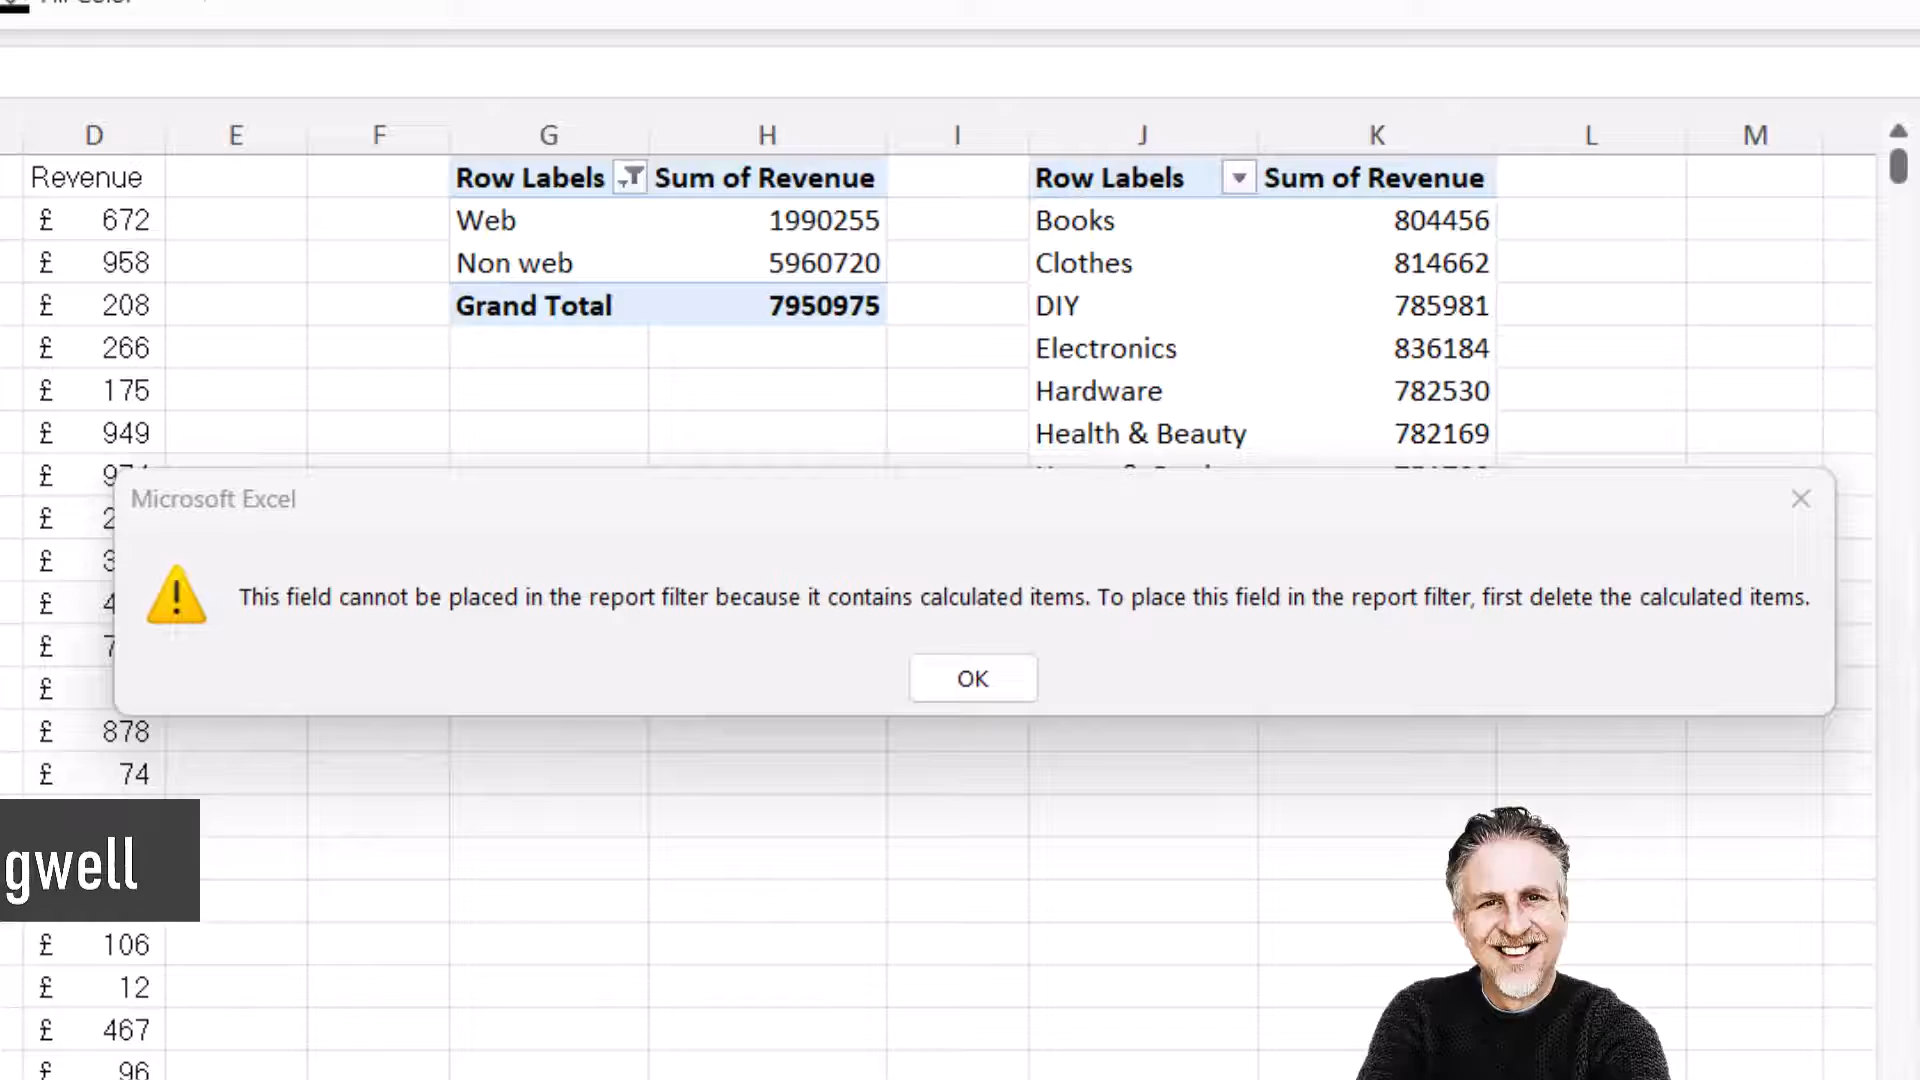 D E F G H I J K L M
Revenue Row Labels Sum of Revenue Row Labels Sum of Revenue
£ 672 Web 1990255 Books 804456
£ 958 Non web 5960720 Clothes 814662
£ 208 Grand Total 7950975 DIY 785981
£ 266 Electronics 836184
£ 175 Hardware 782530
£ 949 Health & Beauty 782169
£
Microsoft Excel
£
£
This field cannot be placed in the report filter because it contains calculated items. To place this field in the report filter, first delete the calculated items.
£
£
OK
£
£ 878
£ 74
gwell
£ 106
£ 12
£ 467
£ 96